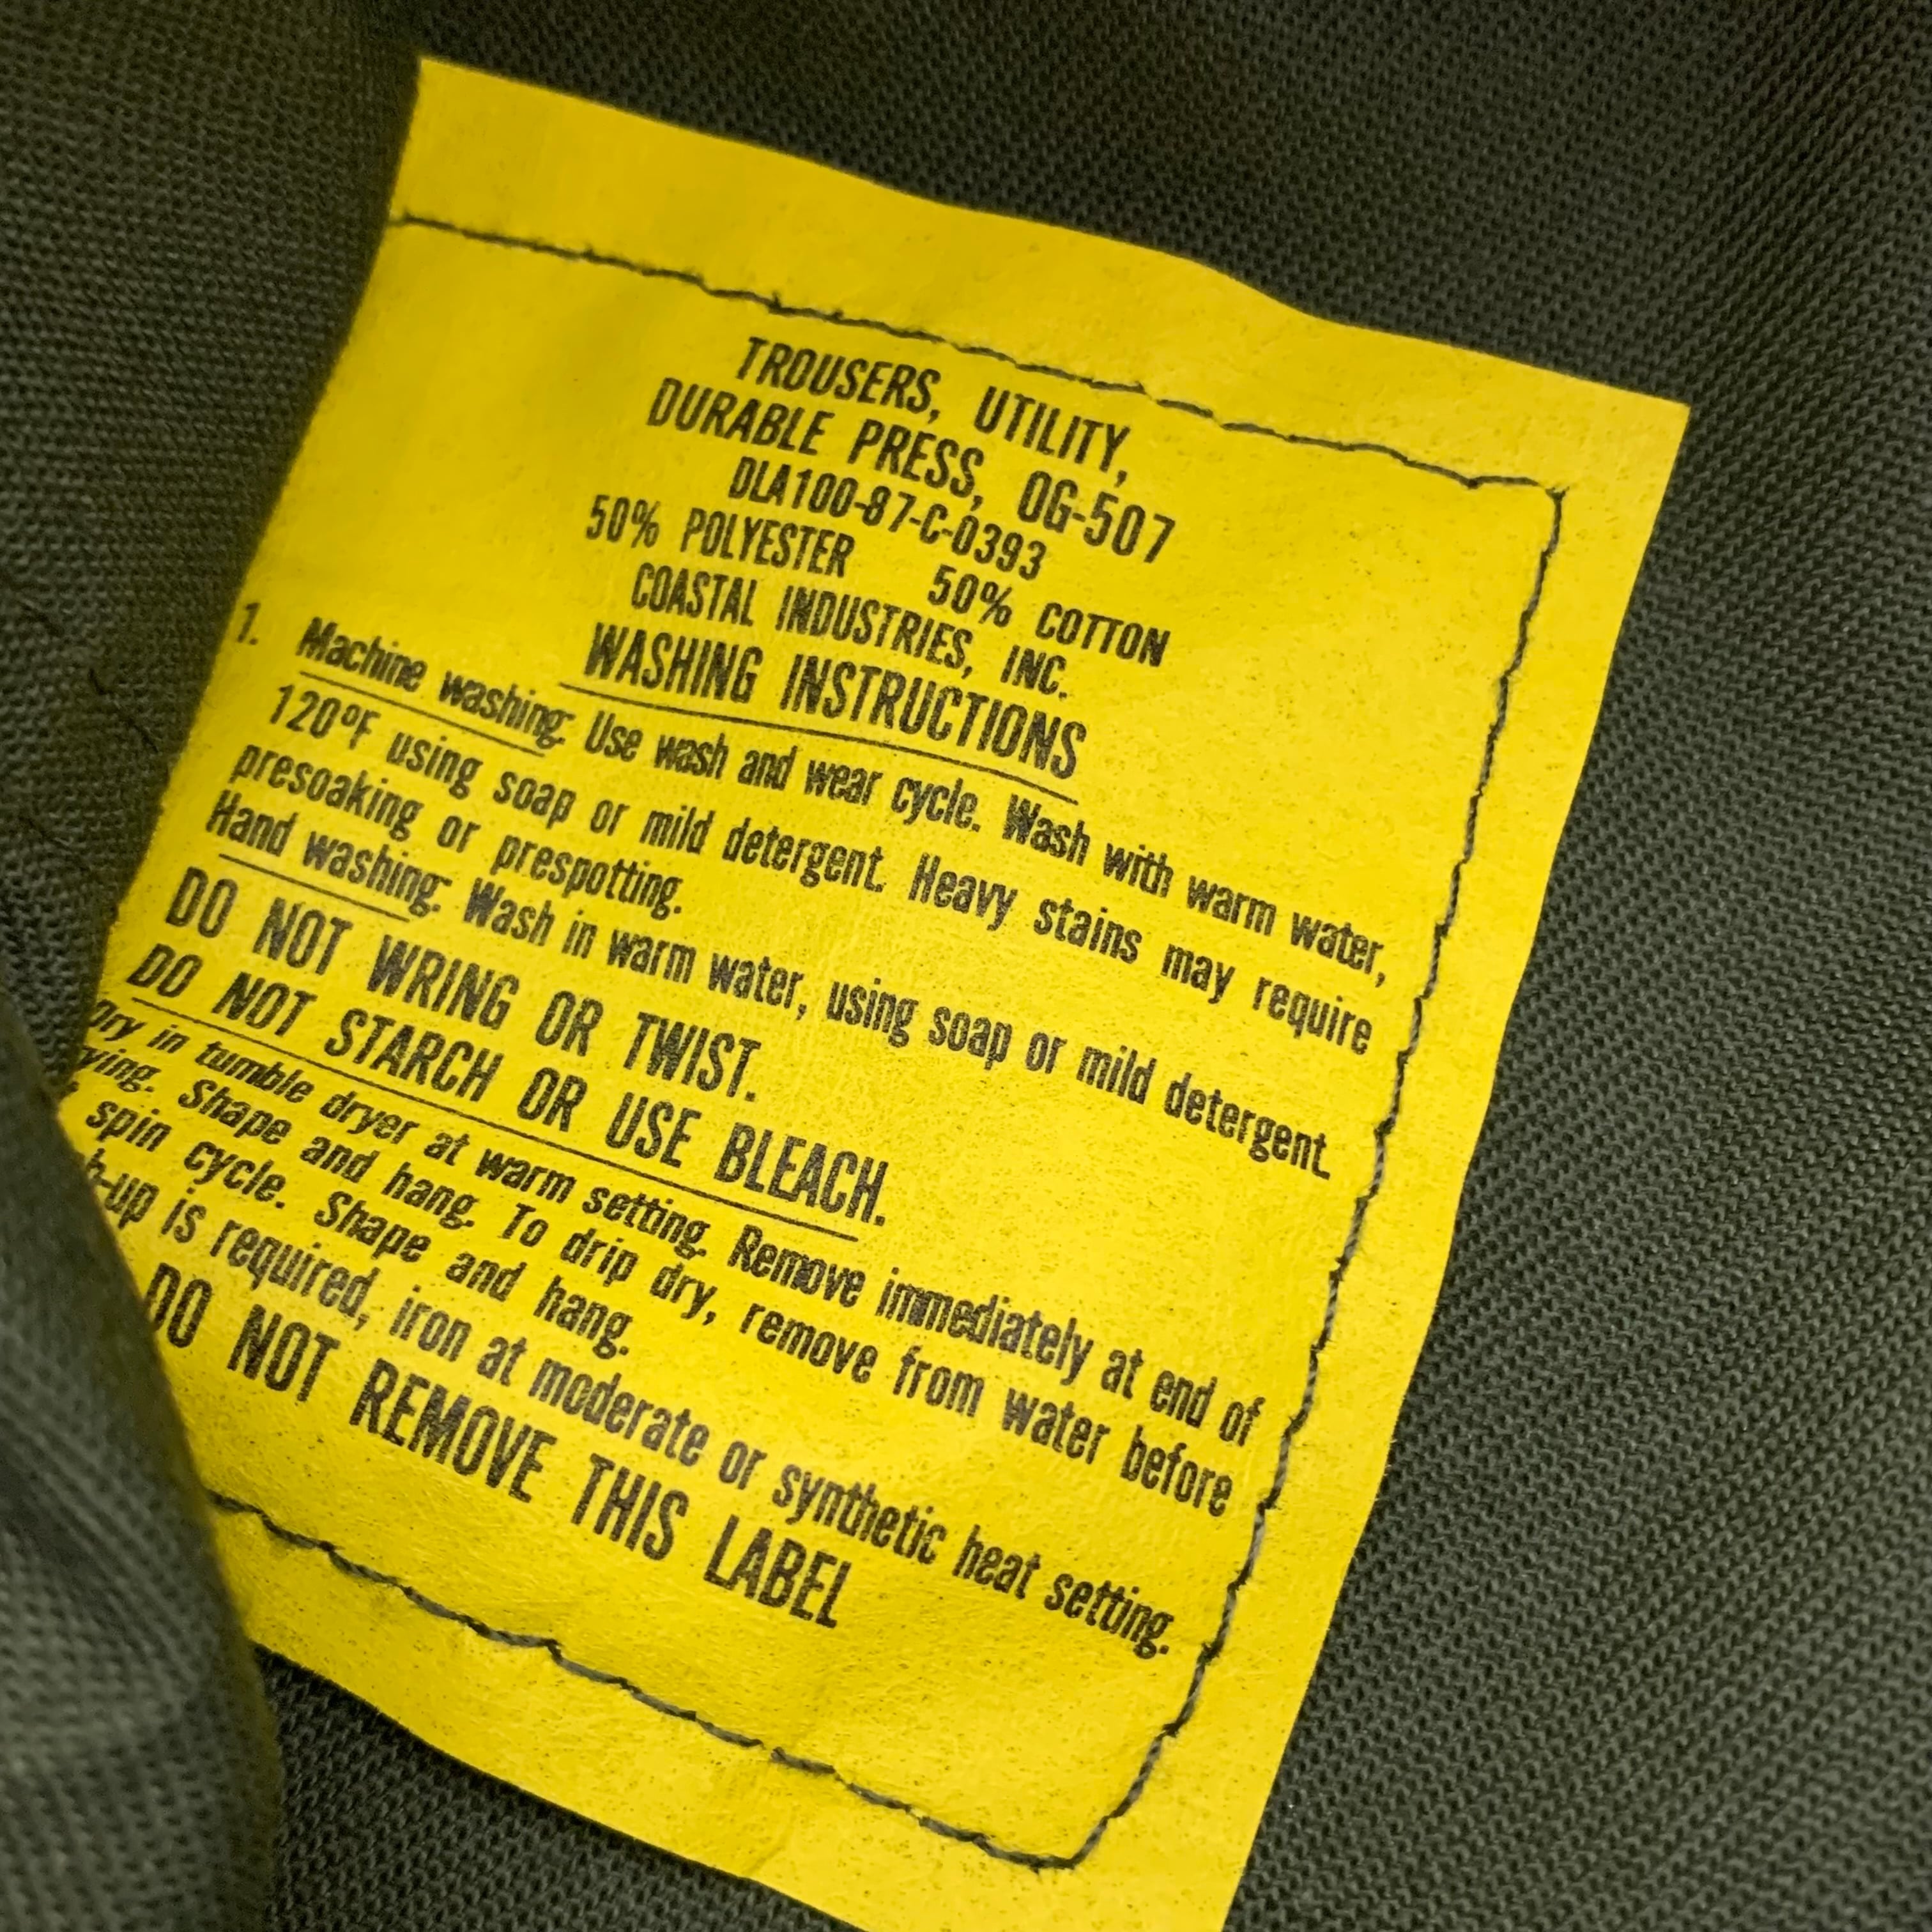 TROUSERS, UTILITY,
DURABLE PRESS, OG-507
DLA100-87-C-0393
50% POLYESTER 50% COTTON
COASTAL INDUSTRIES, INC.
WASHING INSTRUCTIONS
1. Machine washing: Use wash and wear cycle. Wash with warm water,
120ºF using soap or mild detergent. Heavy stains may require
presoaking or prespotting.
Hand washing: Wash in warm water, using soap or mild detergent.
DO NOT WRING OR TWIST.
DO NOT STARCH OR USE BLEACH.
Dry in tumble dryer at warm setting. Remove immediately at end of
ying. Shape and hang. To drip dry, remove from water before
spin cycle. Shape and hang.
h-up is required, iron at moderate or synthetic heat setting.
DO NOT REMOVE THIS LABEL